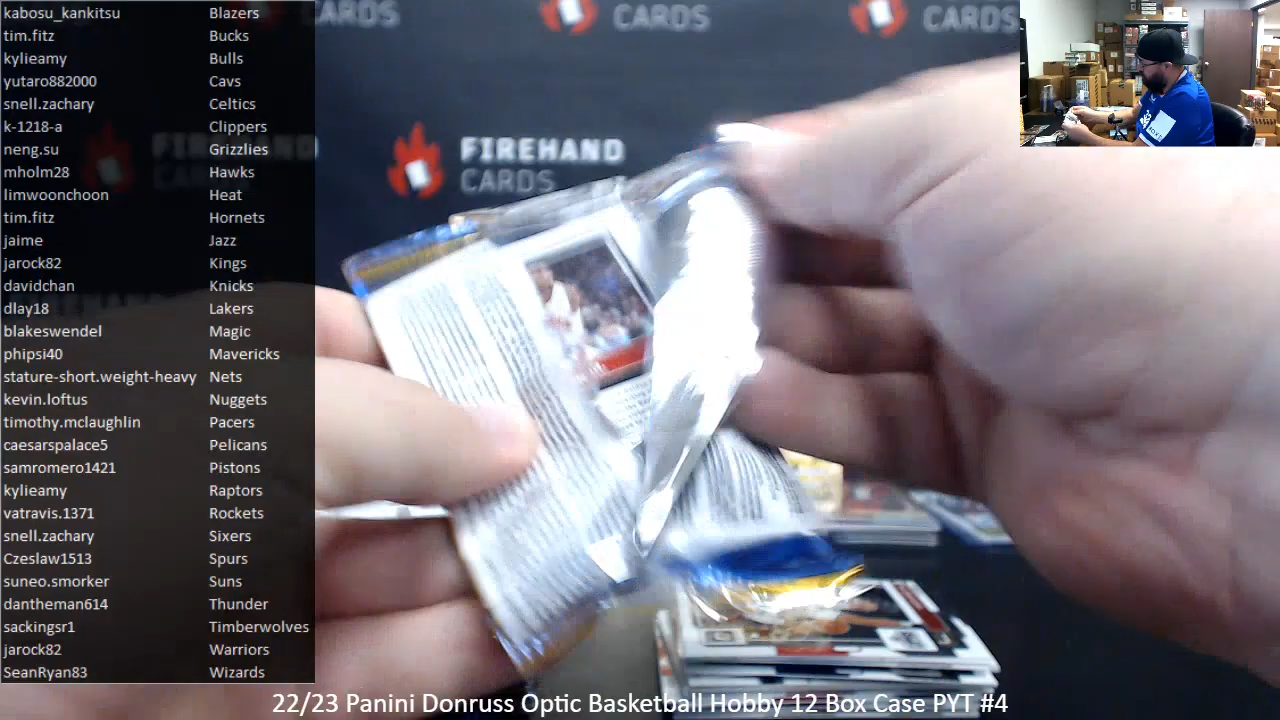 kabosu_kankitsu Blazers
tim.fitz Bucks
kylieamy Bulls
yutaro882000 Cavs
snell.zachary Celtics
k-1218-a Clippers
neng.su Grizzlies
mholm28 Hawks
limwoonchoon Heat
tim.fitz Hornets
jaime Jazz
jarock82 Kings
davidchan Knicks
dlay18 Lakers
blakeswendel Magic
phipsi40 Mavericks
stature-short.weight-heavy Nets
kevin.loftus Nuggets
timothy.mclaughlin Pacers
caesarspalace5 Pelicans
samromero1421 Pistons
kylieamy Raptors
vatravis.1371 Rockets
snell.zachary Sixers
Czeslaw1513 Spurs
suneo.smorker Suns
dantheman614 Thunder
sackingsr1 Timberwolves
jarock82 Warriors
SeanRyan83 Wizards
CARDS
CARDS
CARDS
FIREHAND
CARDS
22/23 Panini Donruss Optic Basketball Hobby 12 Box Case PYT #4